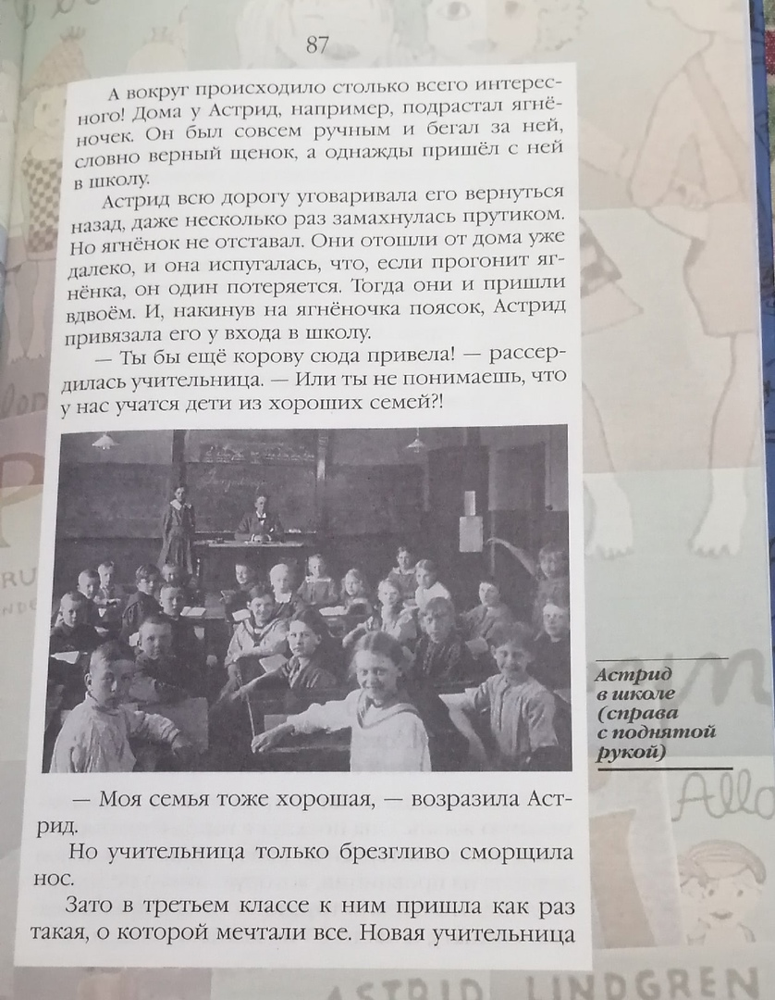 87
А вокруг происходило столько всего интерес-
ного! Дома у Астрид, например, подрастал ягнё-
ночек. Он был совсем ручным и бегал за ней,
словно верный щенок, а однажды пришёл с ней
в школу.
Астрид всю дорогу уговаривала его вернуться
назад, даже несколько раз замахнулась прутиком.
Но ягнёнок не отставал. Они отошли от дома уже
далеко, и она испугалась, что, если прогонит яг-
нёнка, он один потеряется. Тогда они и пришли
вдвоём. И, накинув на ягнёночка поясок, Астрид
привязала его у входа в школу.
— Ты бы ещё корову сюда привела! — рассер-
дилась учительница. — Или ты не понимаешь, что
у нас учатся дети из хороших семей?!
Астрид
в школе
(справа
с поднятой
рукой)
— Моя семья тоже хорошая, — возразила Аст-
рид.
Но учительница только брезгливо сморщила
нос.
Зато в третьем классе к ним пришла как раз
такая, о которой мечтали все. Новая учительница
Allo
ASTRID LINDGREN